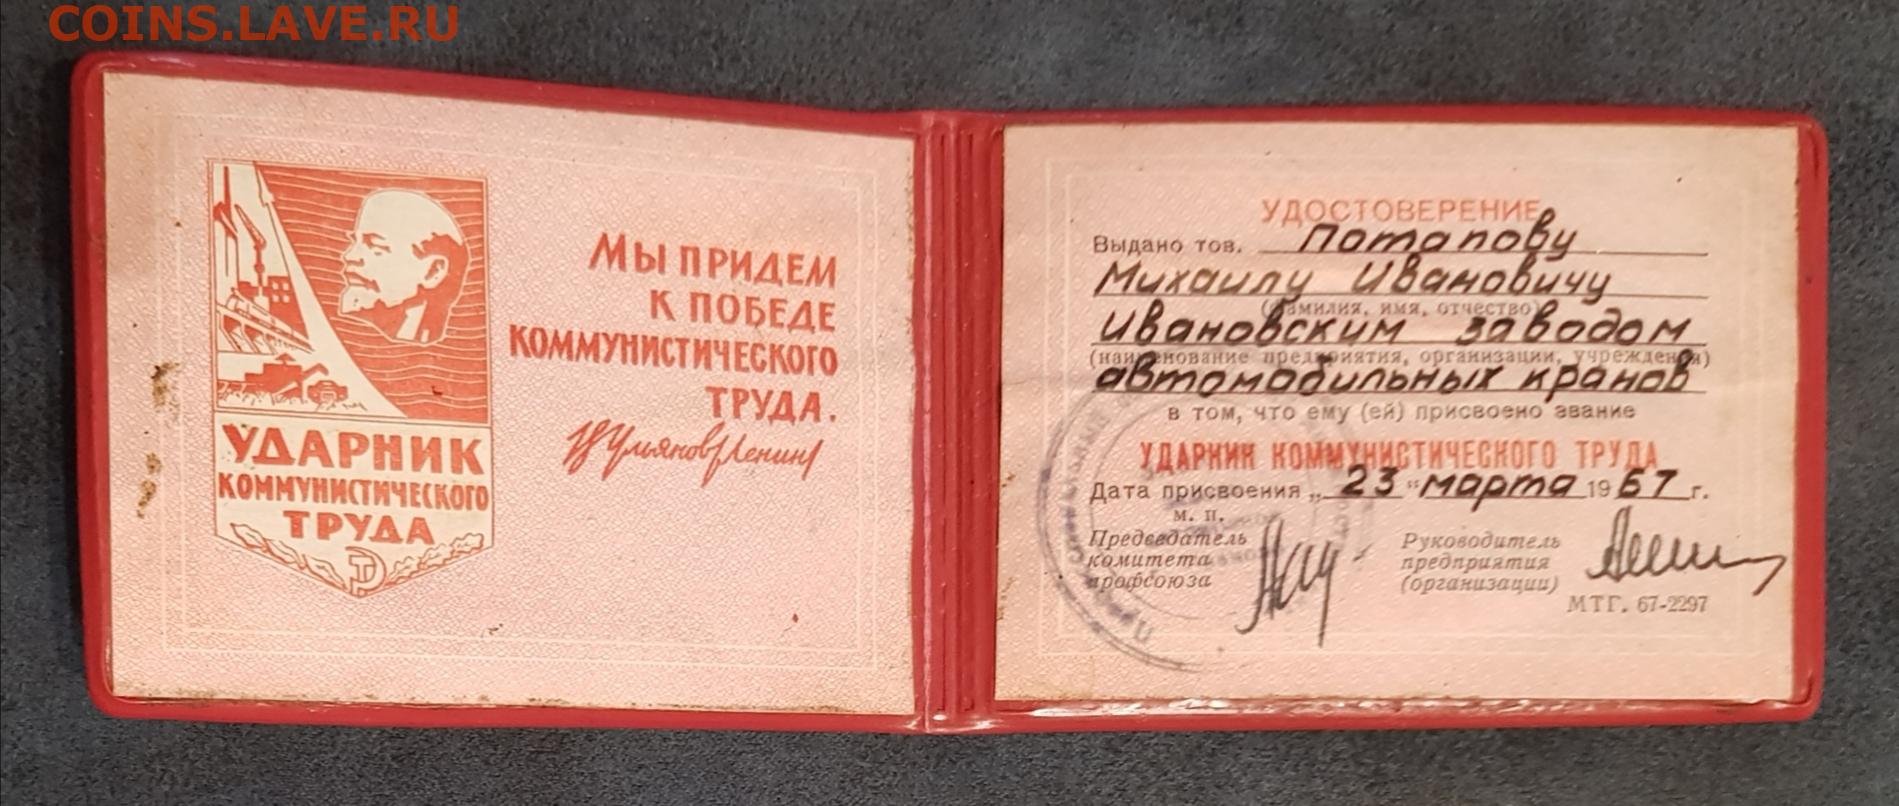 COINS.LAVE.RU
МЫ ПРИДЕМ
К ПОБЕДЕ
КОММУНИСТИЧЕСКОГО
ТРУДА.
В Ульянов (Ленин)
УДАРНИК
КОММУНИСТИЧЕСКОГО
ТРУДА
УДОСТОВЕРЕНИЕ
Выдано тов. Потапову
Михаилу Ивановичу
(фамилия, имя, отчество)
Ивановским заводом
(наименование предприятия, организации, учреждения)
автомобильных кранов
в том, что ему (ей) присвоено звание
УДАРНИК КОММУНИСТИЧЕСКОГО ТРУДА
Дата присвоения „23“ марта 1967 г.
м. п.
Председатель
комитета
профсоюза
Руководитель
предприятия
(организации)
МТГ. 67-2297